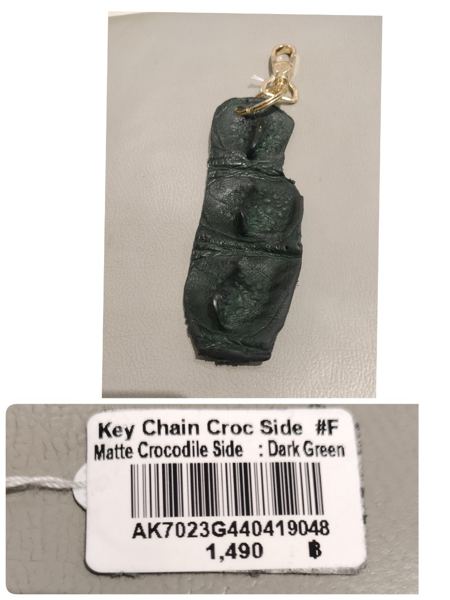 Key Chain Croc Side #F
Matte Crocodile Side : Dark Green
AK7023G440419048
1,490 ฿